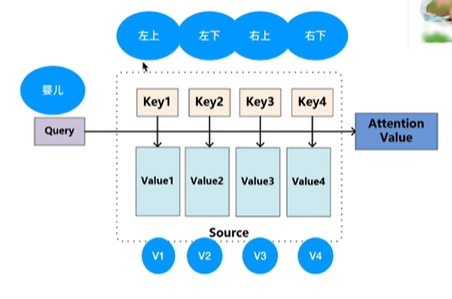 左上 左下 右上 右下
婴儿
Key1 Key2 Key3 Key4
Query
Attention
Value
Value1 Value2 Value3 Value4
Source
V1 V2 V3 V4